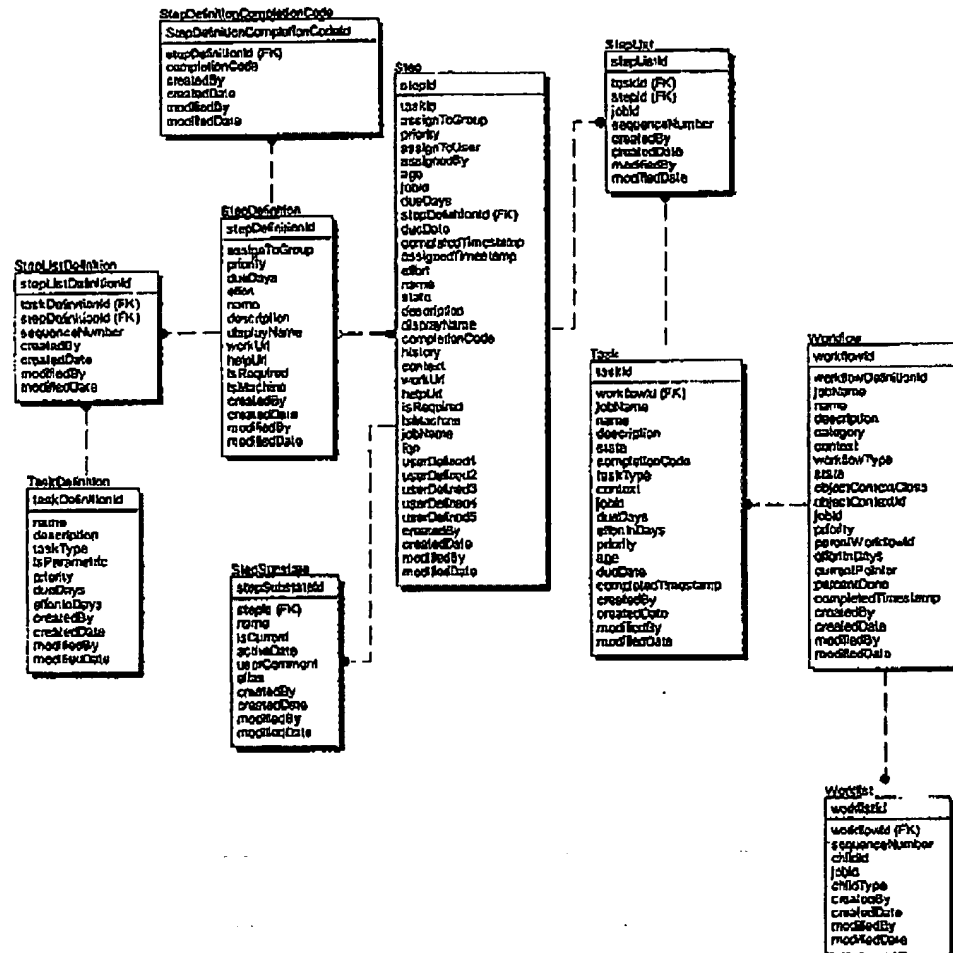 StepDefinitionCompletionCode
StepDefinitionCompletionCodeId
stepDefinitionId (FK)
completionCode
createdBy
createdDate
modifiedBy
modifiedDate
Step
stepId
taskId
assignToGroup
priority
assignToUser
assignedBy
age
jobId
dueDays
stepDefinitionId (FK)
dueDate
completedTimestamp
assignedTimestamp
effort
name
state
description
displayName
completionCode
history
context
workUrl
helpUrl
isRequired
isMachine
jobName
userDefined1
userDefined2
userDefined3
userDefined4
userDefined5
createdBy
createdDate
modifiedBy
modifiedDate
StepList
stepListId
taskId (FK)
stepId (FK)
jobId
sequenceNumber
createdBy
createdDate
modifiedBy
modifiedDate
StepDefinition
stepDefinitionId
assignToGroup
priority
dueDays
effort
name
description
displayName
workUrl
helpUrl
isRequired
isMachine
createdBy
createdDate
modifiedBy
modifiedDate
StepListDefinition
stepListDefinitionId
taskDefinitionId (FK)
stepDefinitionId (FK)
sequenceNumber
createdBy
createdDate
modifiedBy
modifiedDate
TaskDefinition
taskDefinitionId
name
description
taskType
isParametric
priority
dueDays
effortInDays
createdBy
createdDate
modifiedBy
modifiedDate
StepSubstate
stepSubstateId
stepId (FK)
name
isCurrent
activeDate
userComment
alias
createdBy
createdDate
modifiedBy
modifiedDate
Task
taskId
workflowId (FK)
jobName
name
description
state
completionCode
taskType
context
jobId
dueDays
effortInDays
priority
age
dueDate
completedTimestamp
createdBy
createdDate
modifiedBy
modifiedDate
Workflow
workflowId
workflowDefinitionId
jobName
name
description
category
context
workflowType
state
objectContextClass
objectContextId
jobId
priority
parentWorkflowId
effortInDays
currentPointer
percentDone
completedTimestamp
createdBy
createdDate
modifiedBy
modifiedDate
Worklist
worklistId
workflowId (FK)
sequenceNumber
childId
jobId
childType
createdBy
createdDate
modifiedBy
modifiedDate